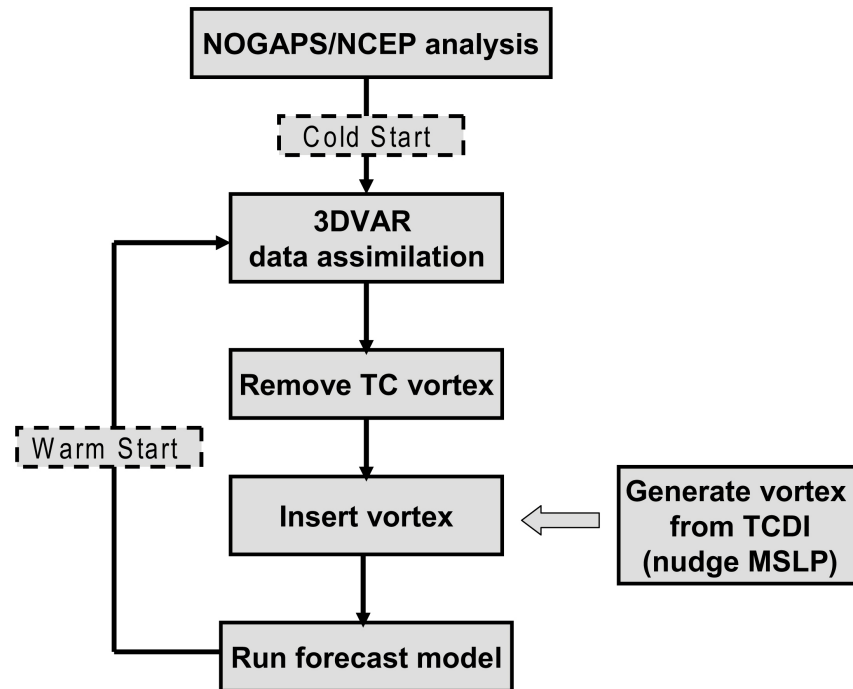 NOGAPS/NCEP analysis
Cold Start
3DVAR
data assimilation
Remove TC vortex
Warm Start
Insert vortex
Generate vortex
from TCDI
(nudge MSLP)
Run forecast model